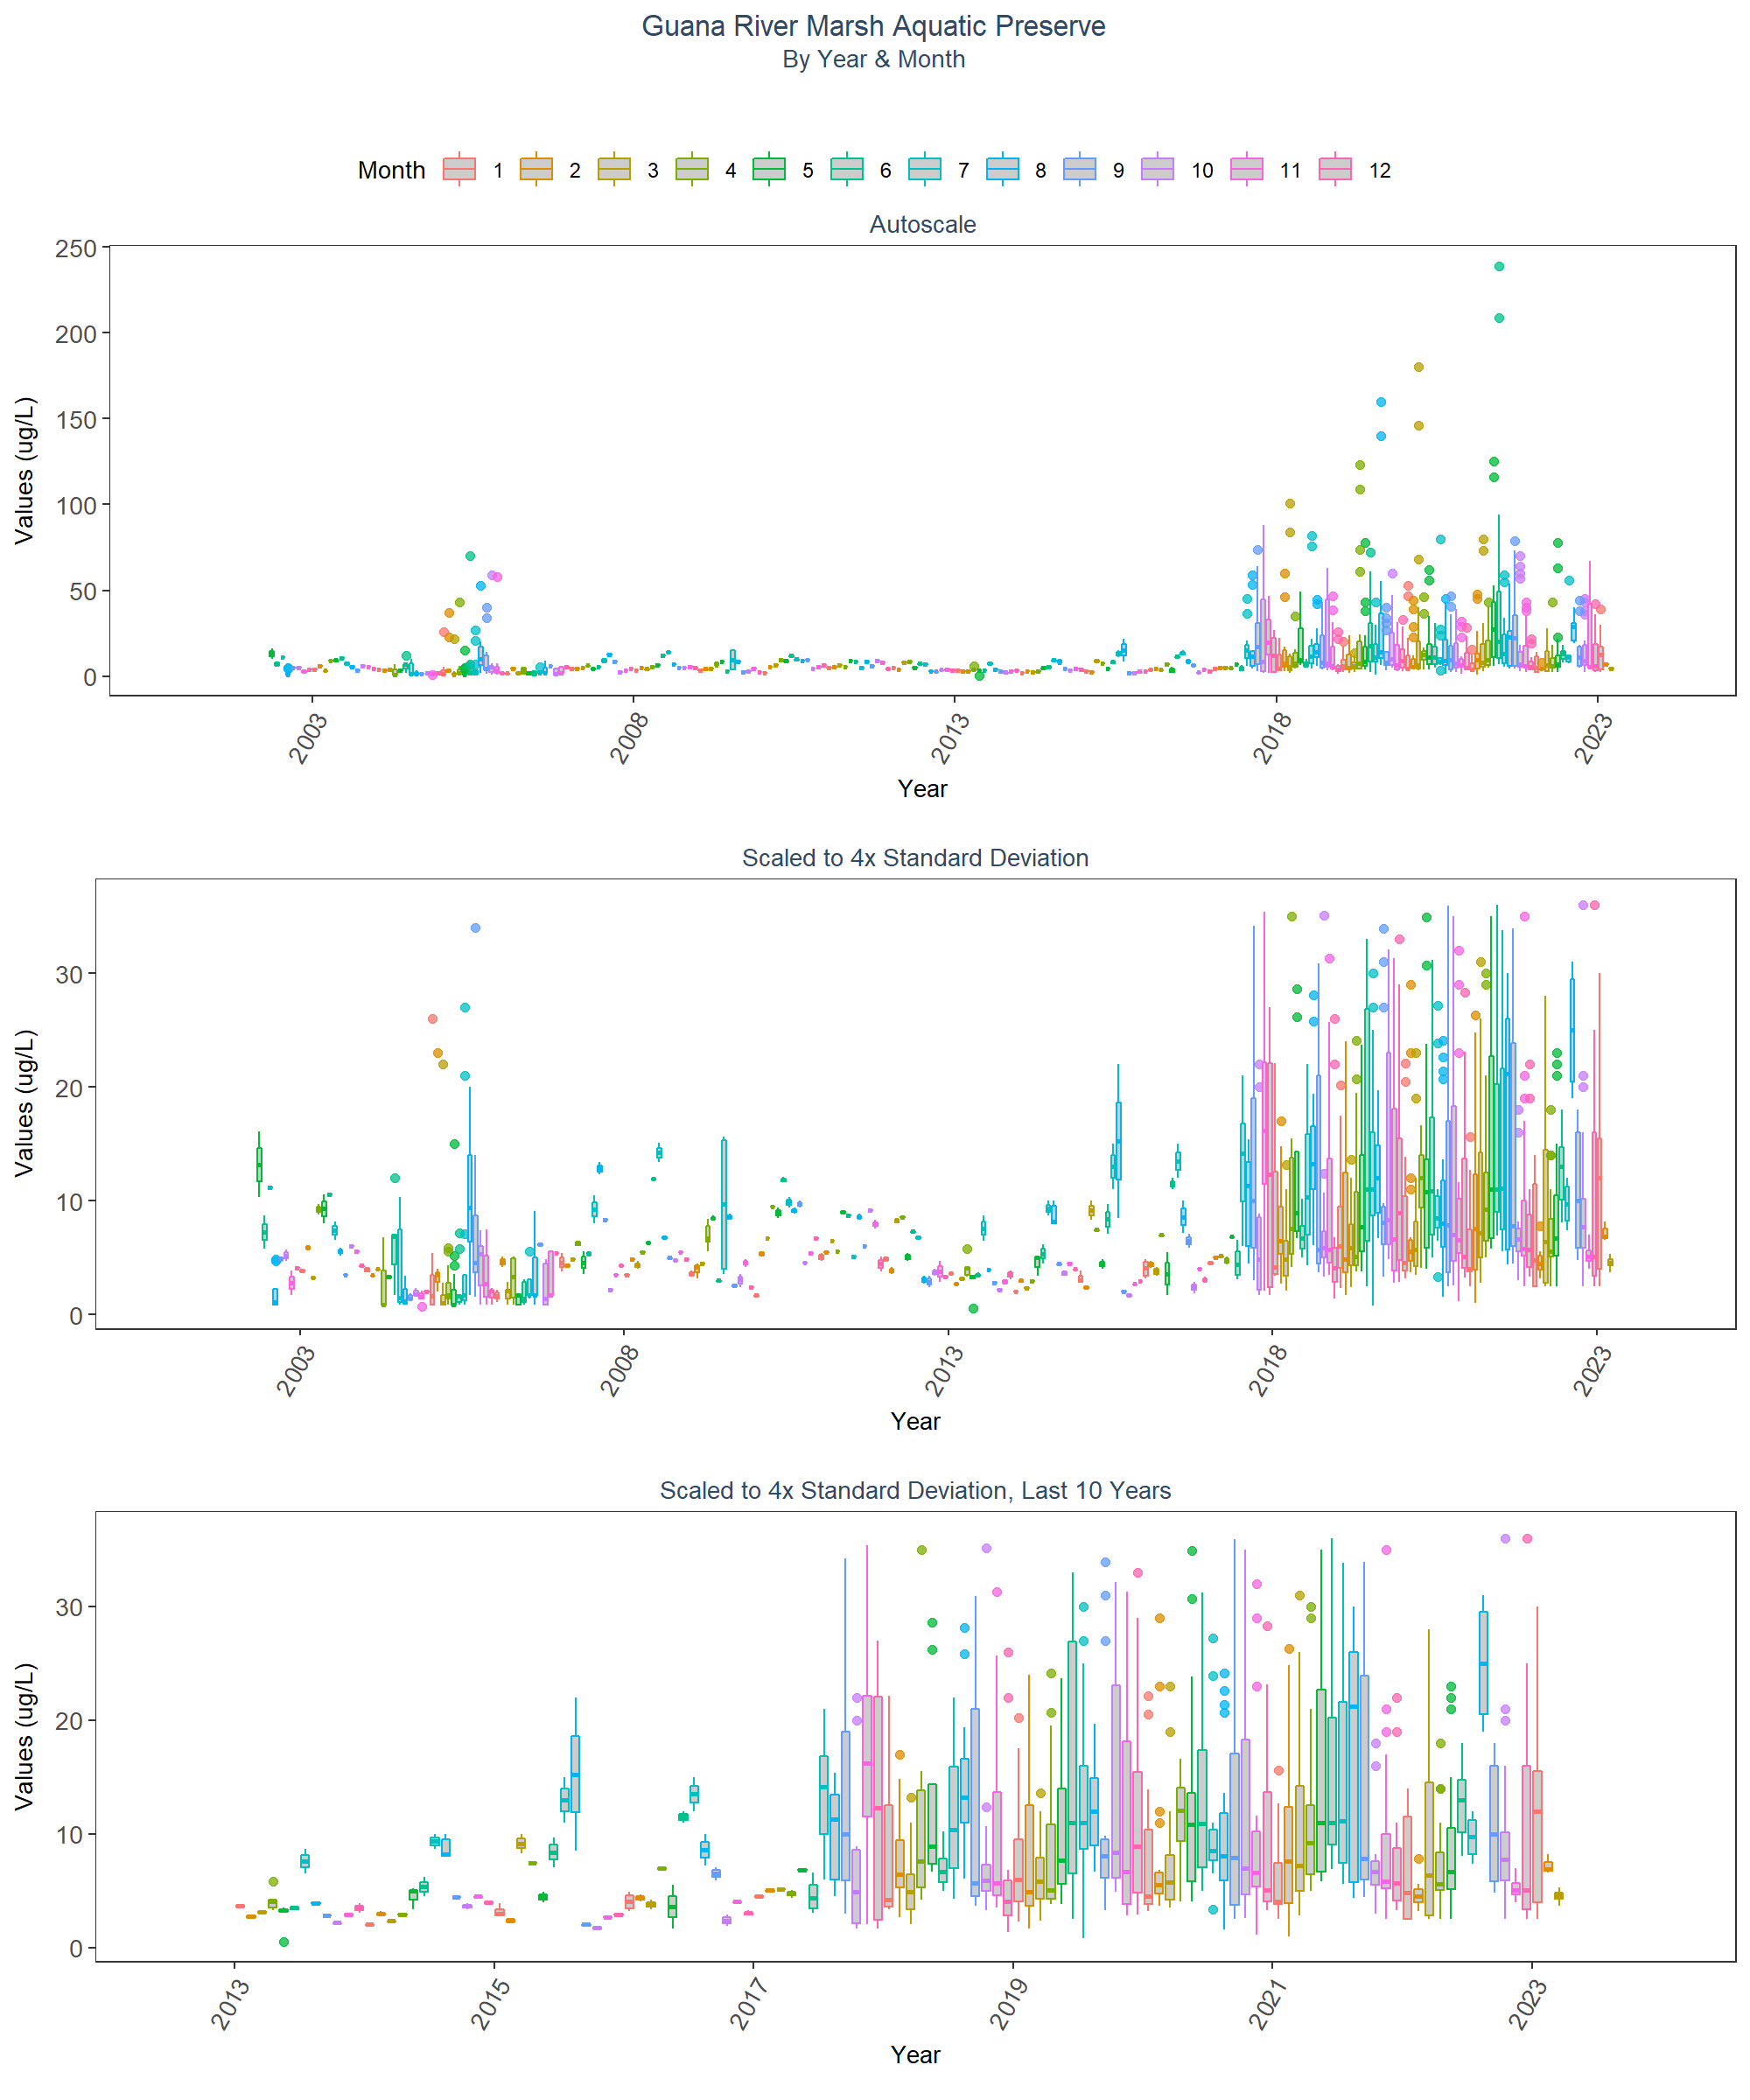 Guana River Marsh Aquatic Preserve
By Year & Month
Month 1 2 3 4 5 6 7 8 9 10 11 12
Autoscale
Values (ug/L)
250
200
150
100
50
0
2003 2008 2013 2018 2023
Year
Scaled to 4x Standard Deviation
Values (ug/L)
30
20
10
0
2003 2008 2013 2018 2023
Year
Scaled to 4x Standard Deviation, Last 10 Years
Values (ug/L)
30
20
10
0
2013 2015 2017 2019 2021 2023
Year